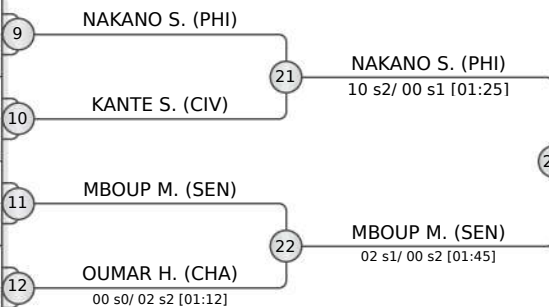 NAKANO S. (PHI)
9
21
NAKANO S. (PHI)
10 s2/ 00 s1 [01:25]
KANTE S. (CIV)
10
MBOUP M. (SEN)
11
22
MBOUP M. (SEN)
02 s1/ 00 s2 [01:45]
OUMAR H. (CHA)
12
00 s0/ 02 s2 [01:12]